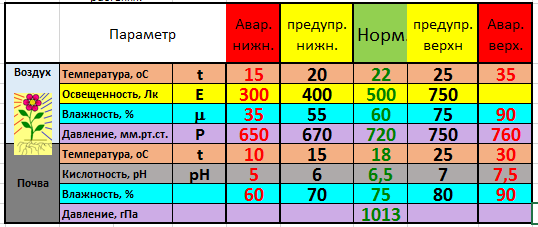 Параметр Авар. нижн. предупр. нижн. Норм. предупр. верхн Авар. верх.
Воздух Температура, оС t 15 20 22 25 35
Освещенность, Лк E 300 400 500 750
Влажность, % μ 35 55 60 75 90
Давление, мм.рт.ст. P 650 670 720 750 760
Почва Температура, оС t 10 15 18 25 30
Кислотность, pH pH 5 6 6,5 7 7,5
Влажность, % 60 70 75 80 90
Давление, гПа 1013